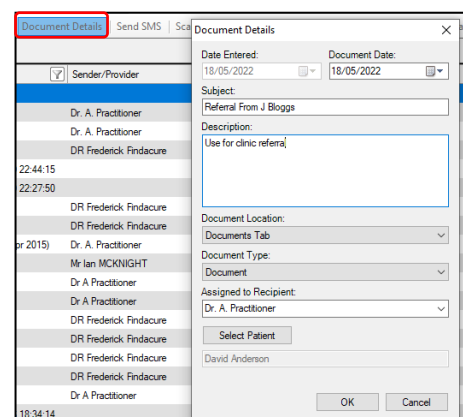 Document Details
Send SMS
Sca
Sender/Provider
Dr. A. Practitioner
Dr. A. Practitioner
DR Frederick Findacure
22:44:15
22:27:50
DR Frederick Findacure
DR Frederick Findacure
or 2015) Dr. A. Practitioner
Mr Ian MCKNIGHT
Dr A Practitioner
Dr A Practitioner
DR Frederick Findacure
DR Frederick Findacure
DR Frederick Findacure
DR Frederick Findacure
Dr A Practitioner
18:34:14
Document Details
Date Entered: Document Date:
18/05/2022 18/05/2022
Subject:
Referral From J Bloggs
Description:
Use for clinic referral
Document Location:
Documents Tab
Document Type:
Document
Assigned to Recipient:
Dr. A. Practitioner
Select Patient
David Anderson
OK Cancel